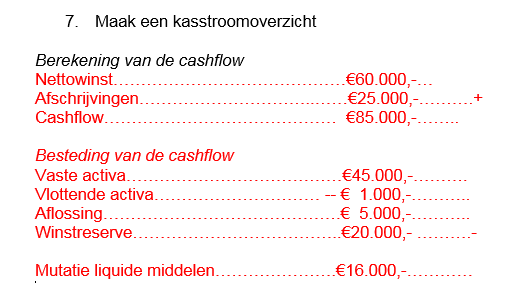 7. Maak een kasstroomoverzicht
Berekening van de cashflow
Nettowinst……………………………………€60.000,-…
Afschrijvingen………………………………..€25.000,-……….+
Cashflow…………………………………… €85.000,-……..
Besteding van de cashflow
Vaste activa……………………………………€45.000,-……….
Vlottende activa………………………… -- € 1.000,-………..
Aflossing……………………………………€ 5.000,-………..
Winstreserve………………………………..€20.000,- ……….-
Mutatie liquide middelen………………….€16.000,-…………